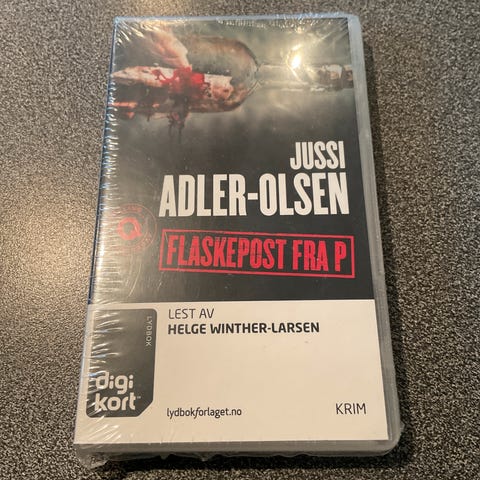 JUSSI
ADLER-OLSEN
FLASKEPOST FRA P
LEST AV
HELGE WINTHER-LARSEN
LYDBOK
digi
kort
lydbokforlaget.no
KRIM